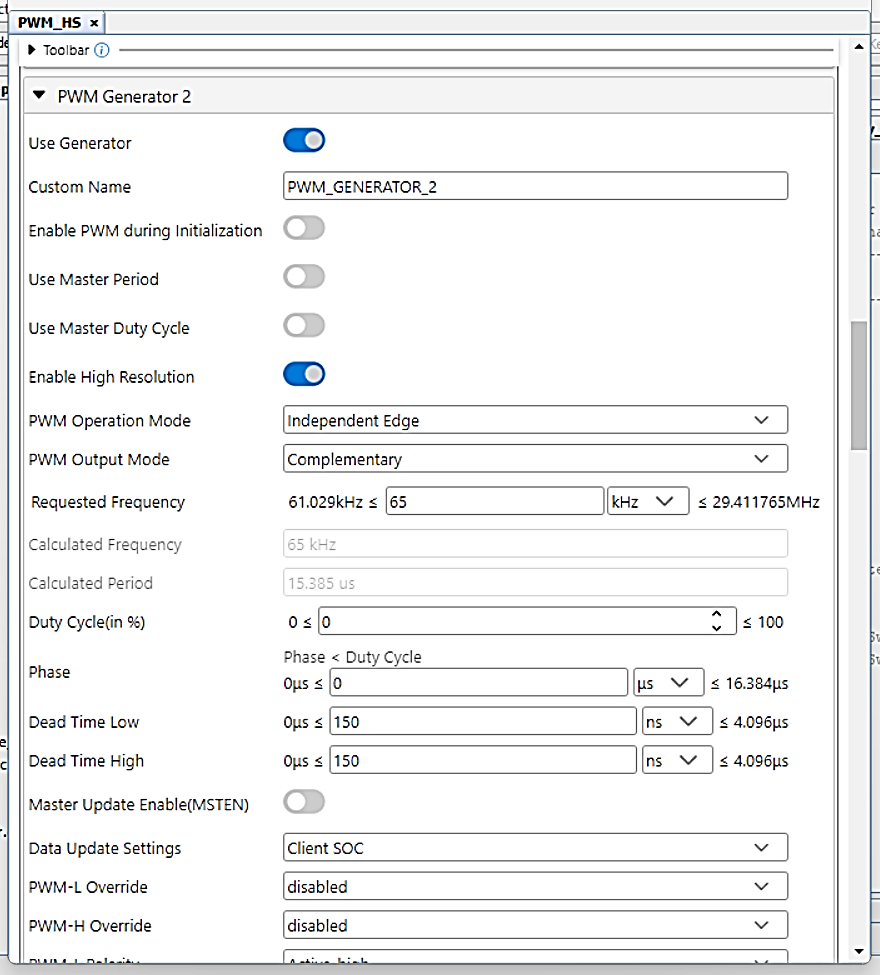 PWM_HS ×
Toolbar
PWM Generator 2
Use Generator
Custom Name PWM_GENERATOR_2
Enable PWM during Initialization
Use Master Period
Use Master Duty Cycle
Enable High Resolution
PWM Operation Mode Independent Edge
PWM Output Mode Complementary
Requested Frequency 61.029kHz ≤ 65 kHz ≤ 29.411765MHz
Calculated Frequency 65 kHz
Calculated Period 15.385 us
Duty Cycle(in %) 0 ≤ 0 ≤ 100
Phase < Duty Cycle
Phase 0µs ≤ 0 µs ≤ 16.384µs
Dead Time Low 0µs ≤ 150 ns ≤ 4.096µs
Dead Time High 0µs ≤ 150 ns ≤ 4.096µs
Master Update Enable(MSTEN)
Data Update Settings Client SOC
PWM-L Override disabled
PWM-H Override disabled
PWM-L Polarity Active-high